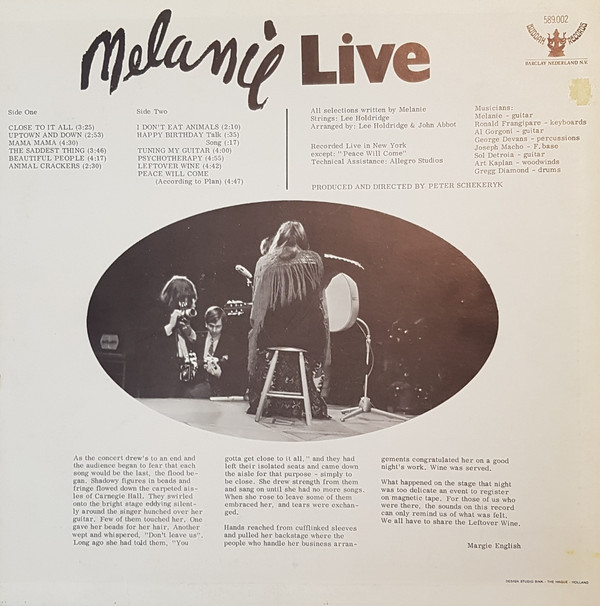 Melanie Live
589.002
BUDDAH RECORDS
BARCLAY NEDERLAND N.V.
Side One
CLOSE TO IT ALL (3:25)
UPTOWN AND DOWN (2:53)
MAMA MAMA (4:30)
THE SADDEST THING (3:46)
BEAUTIFUL PEOPLE (4:17)
ANIMAL CRACKERS (2:30)
Side Two
I DON'T EAT ANIMALS (2:10)
HAPPY BIRTHDAY Talk (:35)
Song (:17)
TUNING MY GUITAR (4:00)
PSYCHOTHERAPY (4:55)
LEFTOVER WINE (4:42)
PEACE WILL COME
(According to Plan) (4:47)
All selections written by Melanie
Strings: Lee Holdridge
Arranged by: Lee Holdridge & John Abbot
Recorded Live in New York
except: "Peace Will Come"
Technical Assistance: Allegro Studios
PRODUCED AND DIRECTED BY PETER SCHEKERYK
Musicians:
Melanie - guitar
Ronald Frangipare - keyboards
Al Gorgoni - guitar
George Devans - percussions
Joseph Macho - F. base
Sol Detrois - guitar
Art Kaplan - woodwinds
Gregg Diamond - drums
As the concert drew's to an end and
the audience began to fear that each
song would be the last, the flood be-
gan. Shadowy figures in beads and
fringe flowed down the carpeted ais-
les of Carnegie Hall. They swirled
onto the bright stage eddying silent-
ly around the singer hunched over her
guitar. Few of them touched her. One
gave her beads for her hair. Another
wept and whispered, "Don't leave us".
Long ago she had told them, "You
gotta get close to it all," and they had
left their isolated seats and came down
the aisle for that purpose - simply to
be close. She drew strength from them
and sang on until she had no more songs.
When she rose to leave some of them
embraced her, and tears were exchan-
ged.
Hands reached from cufflinked sleeves
and pulled her backstage where the
people who handle her business arran-
gements congratulated her on a good
night's work. Wine was served.
What happened on the stage that night
was too delicate an event to register
on magnetic tape. For those of us who
were there, the sounds on this record
can only remind us of what was felt.
We all have to share the Leftover Wine.
Margie English
DESIGN STUDIO DINH - THE HAGUE - HOLLAND